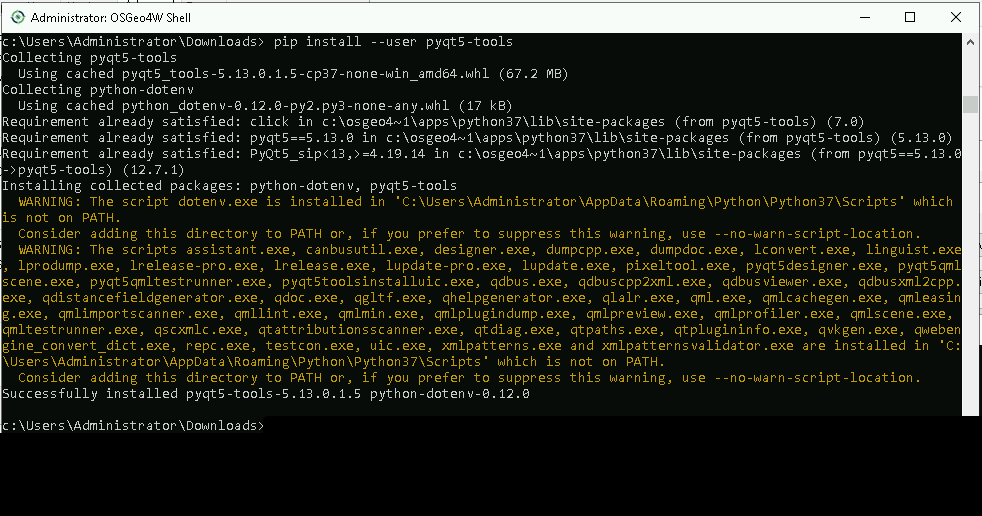 Administrator: OSGeo4W Shell
c:\Users\Administrator\Downloads> pip install --user pyqt5-tools
Collecting pyqt5-tools
  Using cached pyqt5_tools-5.13.0.1.5-cp37-none-win_amd64.whl (67.2 MB)
Collecting python-dotenv
  Using cached python_dotenv-0.12.0-py2.py3-none-any.whl (17 kB)
Requirement already satisfied: click in c:\osgeo4~1\apps\python37\lib\site-packages (from pyqt5-tools) (7.0)
Requirement already satisfied: pyqt5==5.13.0 in c:\osgeo4~1\apps\python37\lib\site-packages (from pyqt5-tools) (5.13.0)
Requirement already satisfied: PyQt5_sip<13,>=4.19.14 in c:\osgeo4~1\apps\python37\lib\site-packages (from pyqt5==5.13.0
->pyqt5-tools) (12.7.1)
Installing collected packages: python-dotenv, pyqt5-tools
  WARNING: The script dotenv.exe is installed in 'C:\Users\Administrator\AppData\Roaming\Python\Python37\Scripts' which
is not on PATH.
  Consider adding this directory to PATH or, if you prefer to suppress this warning, use --no-warn-script-location.
  WARNING: The scripts assistant.exe, canbusutil.exe, designer.exe, dumpcpp.exe, dumpdoc.exe, lconvert.exe, linguist.exe
, lprodump.exe, lrelease-pro.exe, lrelease.exe, lupdate-pro.exe, lupdate.exe, pixeltool.exe, pyqt5designer.exe, pyqt5qml
scene.exe, pyqt5qmltestrunner.exe, pyqt5toolsinstalluic.exe, qdbus.exe, qdbuscpp2xml.exe, qdbusviewer.exe, qdbusxml2cpp.
exe, qdistancefieldgenerator.exe, qdoc.exe, qgltf.exe, qhelpgenerator.exe, qlalr.exe, qml.exe, qmlcachegen.exe, qmleasin
g.exe, qmlimportscanner.exe, qmllint.exe, qmlmin.exe, qmlplugindump.exe, qmlpreview.exe, qmlprofiler.exe, qmlscene.exe,
qmltestrunner.exe, qscxmlc.exe, qtattributionsscanner.exe, qtdiag.exe, qtpaths.exe, qtplugininfo.exe, qvkgen.exe, qweben
gine_convert_dict.exe, repc.exe, testcon.exe, uic.exe, xmlpatterns.exe and xmlpatternsvalidator.exe are installed in 'C:
\Users\Administrator\AppData\Roaming\Python\Python37\Scripts' which is not on PATH.
  Consider adding this directory to PATH or, if you prefer to suppress this warning, use --no-warn-script-location.
Successfully installed pyqt5-tools-5.13.0.1.5 python-dotenv-0.12.0
c:\Users\Administrator\Downloads>